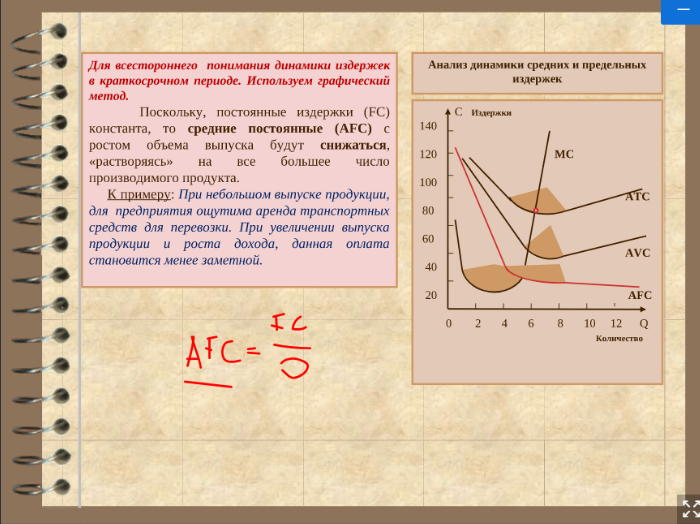 Для всестороннего понимания динамики издержек
в краткосрочном периоде. Используем графический
метод.
Поскольку, постоянные издержки (FC)
константа, то средние постоянные (AFC) с
ростом объема выпуска будут снижаться,
«растворяясь» на все большее число
производимого продукта.
К примеру: При небольшом выпуске продукции,
для предприятия ощутима аренда транспортных
средств для перевозки. При увеличении выпуска
продукции и роста дохода, данная оплата
становится менее заметной.
AFC = FC
Анализ динамики средних и предельных
издержек
C Издержки
140
120
100
80
60
40
20
MC
ATC
AVC
AFC
0 2 4 6 8 10 12 Q
Количество